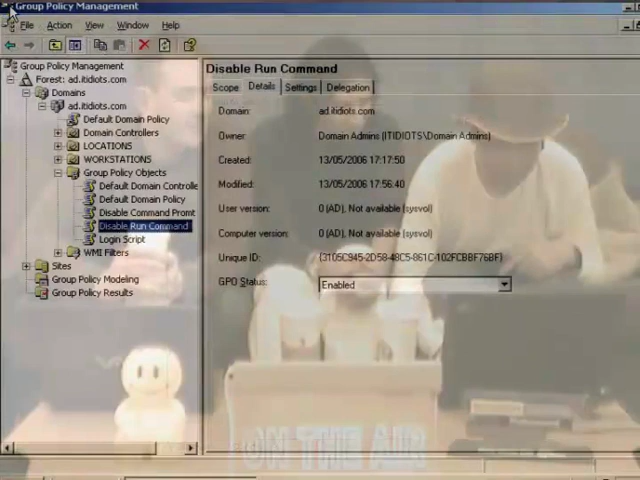 Group Policy Management
File Action View Window Help
Group Policy Management
Forest: ad.itidiots.com
Domains
ad.itidiots.com
Default Domain Policy
Domain Controllers
LOCATIONS
WORKSTATIONS
Group Policy Objects
Default Domain Controlle
Default Domain Policy
Disable Command Promt
Disable Run Command
Login Script
WMI Filters
Sites
Group Policy Modeling
Group Policy Results
Disable Run Command
Scope Details Settings Delegation
Domain: ad.itidiots.com
Owner: Domain Admins (ITIDIOTS\Domain Admins)
Created: 13/05/2006 17:17:50
Modified: 13/05/2006 17:56:40
User version: 0 (AD), Not available (sysvol)
Computer version: 0 (AD), Not available (sysvol)
Unique ID: {3105C945-2D58-48C5-861C-102FCBBF76BF}
GPO Status: Enabled
ON THE AIR